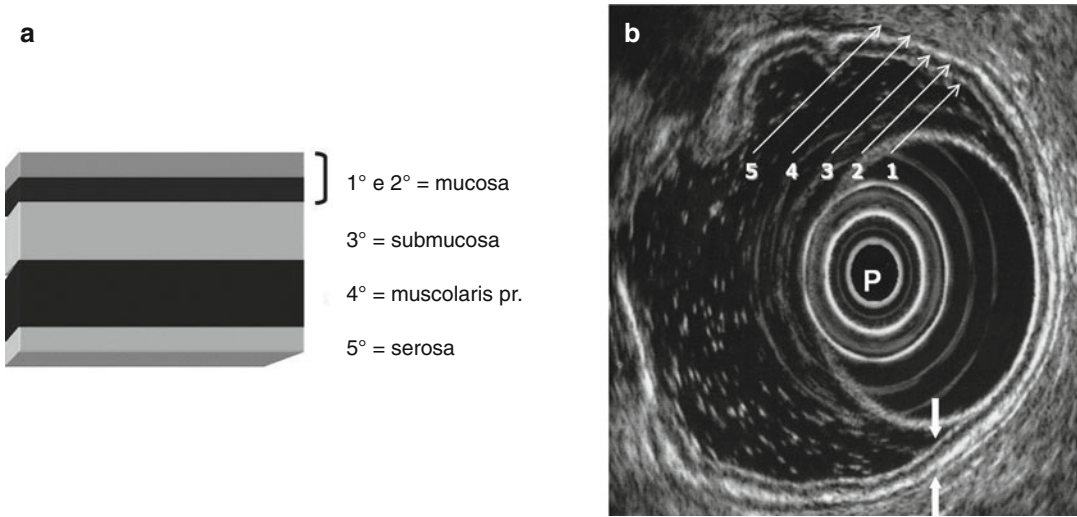 a
1° e 2° = mucosa
3° = submucosa
4° = muscolaris pr.
5° = serosa
b
5 4 3 2 1
P